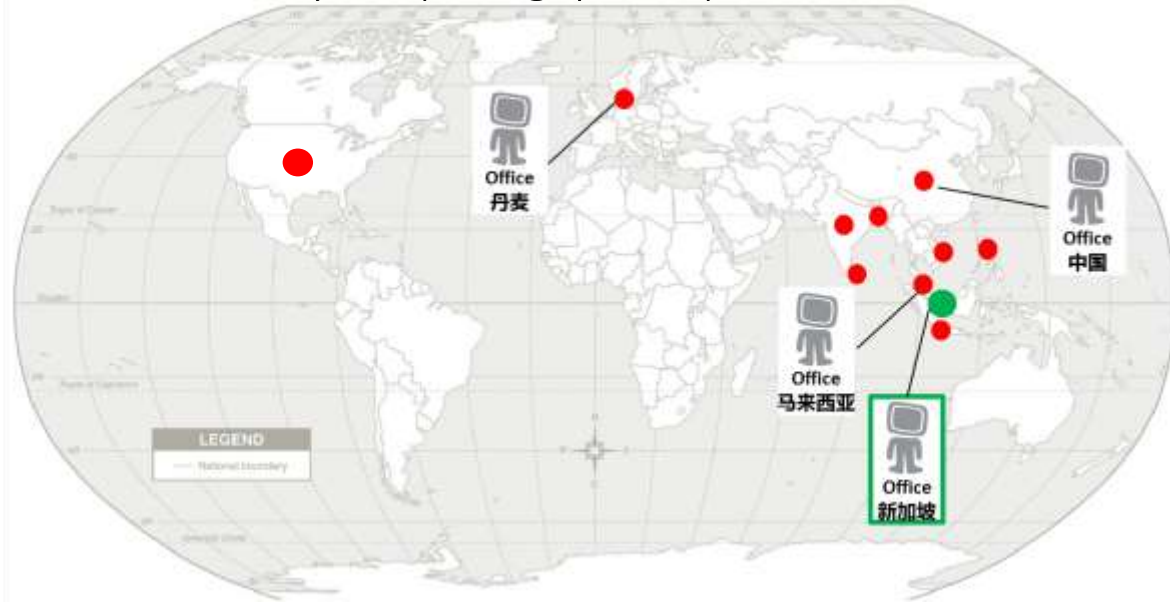 Office
丹麦
Office
中国
Office
马来西亚
Office
新加坡
LEGEND
National boundary